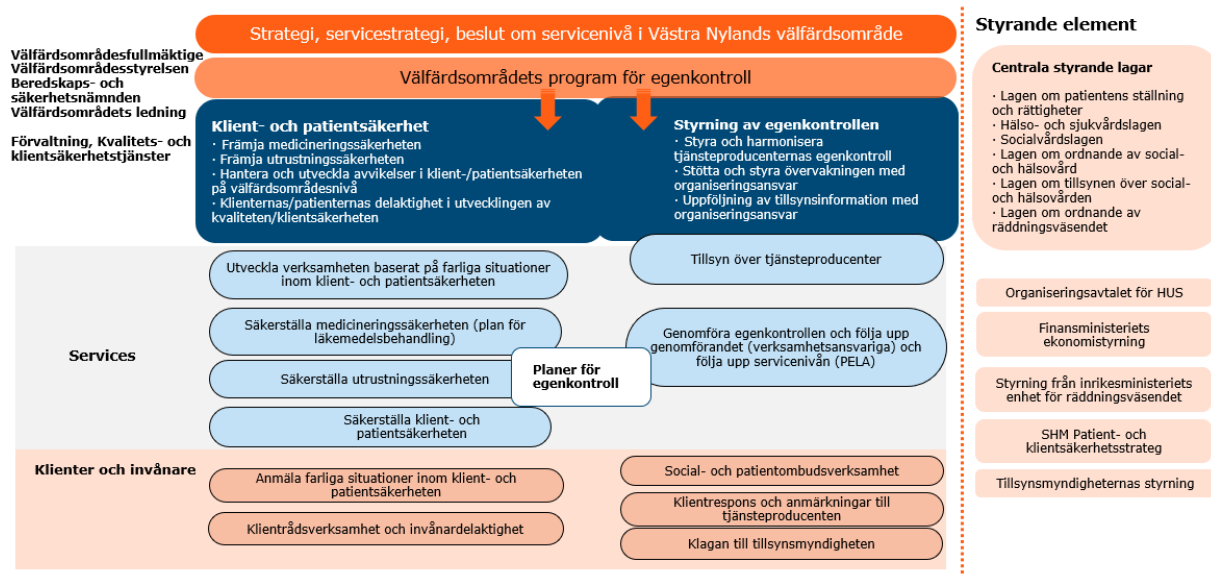 Strategi, servicestrategi, beslut om servicenivå i Västra Nylands välfärdsområde
Välfärdsområdesfullmäktige
Välfärdsområdesstyrelsen
Beredskaps- och
säkerhetsnämnden
Välfärdsområdets ledning
Förvaltning, Kvalitets- och
klientsäkerhetstjänster
Välfärdsområdets program för egenkontroll
Klient- och patientsäkerhet
· Främja medicineringssäkerheten
· Främja utrustningssäkerheten
· Hantera och utveckla avvikelser i klient-/patientsäkerheten
på välfärdsområdesnivå
· Klienternas/patienternas delaktighet i utvecklingen av
kvaliteten/klientsäkerheten
Styrning av egenkontrollen
· Styra och harmonisera
tjänsteproducenternas egenkontroll
· Stötta och styra övervakningen med
organiseringsansvar
· Uppföljning av tillsynsinformation med
organiseringsansvar
Services
Utveckla verksamheten baserat på farliga situationer
inom klient- och patientsäkerheten
Säkerställa medicineringssäkerheten (plan för
läkemedelsbehandling)
Säkerställa utrustningssäkerheten
Säkerställa klient- och
patientsäkerheten
Planer för
egenkontroll
Tillsyn över tjänsteproducenter
Genomföra egenkontrollen och följa upp
genomförandet (verksamhetsansvariga) och
följa upp servicenivån (PELA)
Klienter och invånare
Anmäla farliga situationer inom klient- och
patientsäkerheten
Klientrådsverksamhet och invånardelaktighet
Social- och patientombudsverksamhet
Klientrespons och anmärkningar till
tjänsteproducenten
Klagan till tillsynsmyndigheten
Styrande element
Centrala styrande lagar
· Lagen om patientens ställning
och rättigheter
· Hälso- och sjukvårdslagen
· Socialvårdslagen
· Lagen om ordnande av social-
och hälsovård
· Lagen om tillsynen över social-
och hälsovården
· Lagen om ordnande av
räddningsväsendet
Organiseringsavtalet för HUS
Finansministeriets
ekonomistyrning
Styrning från inrikesministeriets
enhet för räddningsväsendet
SHM Patient- och
klientsäkerhetsstrateg
Tillsynsmyndigheternas styrning